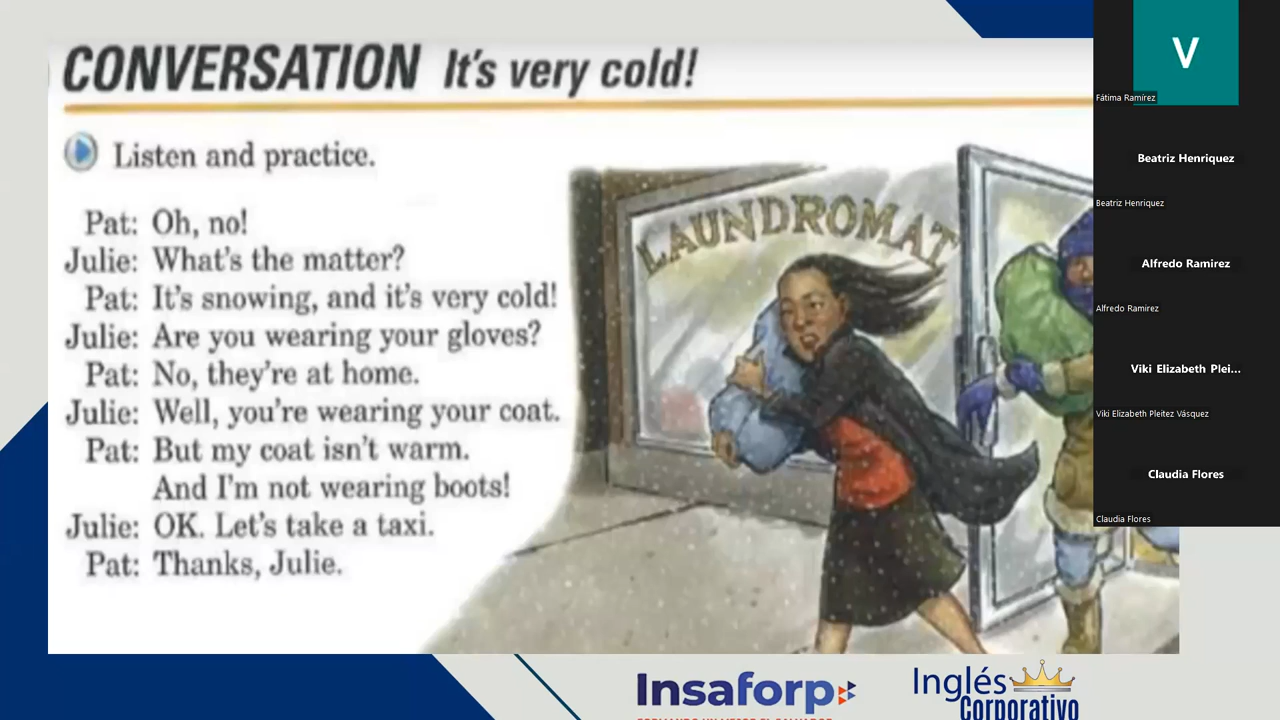 CONVERSATION It's very cold!
Listen and practice.
Pat: Oh, no!
Julie: What's the matter?
Pat: It's snowing, and it's very cold!
Julie: Are you wearing your gloves?
Pat: No, they're at home.
Julie: Well, you're wearing your coat.
Pat: But my coat isn't warm.
And I'm not wearing boots!
Julie: OK. Let's take a taxi.
Pat: Thanks, Julie.
LAUNDROMAT
V
Fátima Ramírez
Beatriz Henriquez
Beatriz Henriquez
Alfredo Ramirez
Alfredo Ramirez
Viki Elizabeth Plei...
Viki Elizabeth Pleitez Vásquez
Claudia Flores
Claudia Flores
Insaforp
Inglés
Corporativo